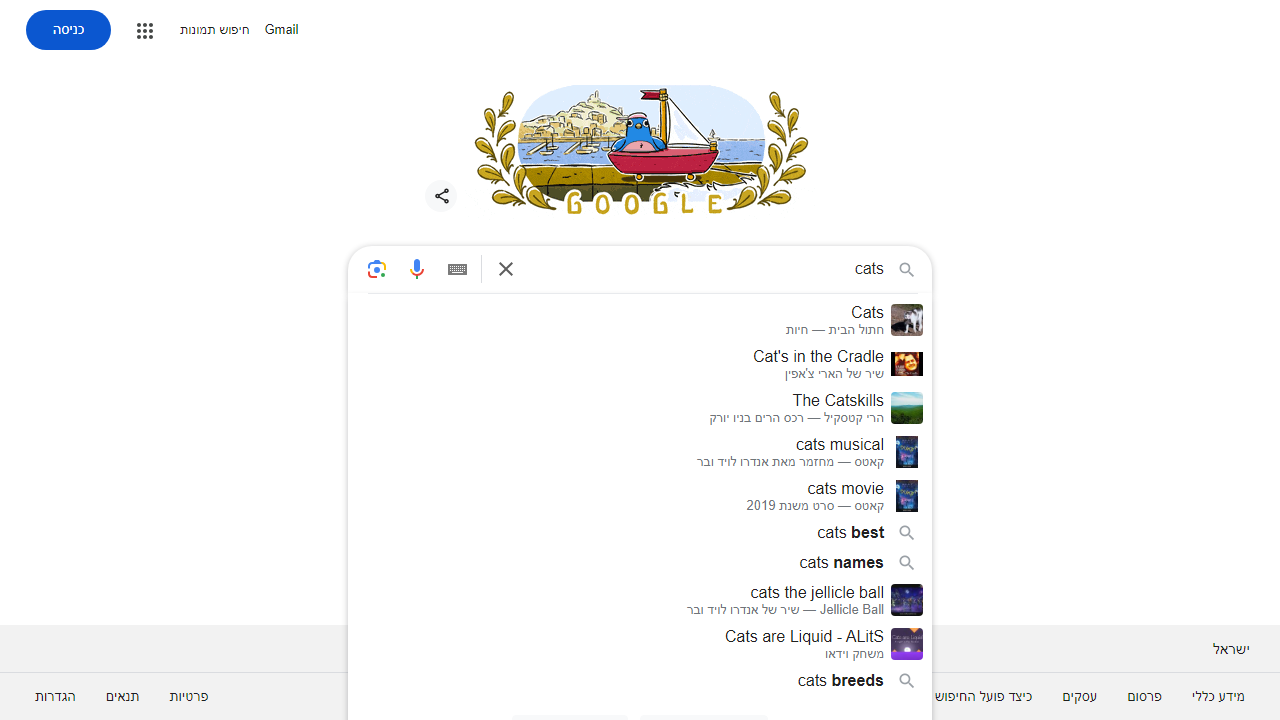 Gmail
חיפוש תמונות
כניסה
GOOGLE
cats
Cats
חתול הבית — חיות
Cat's in the Cradle
שיר של הארי צ'אפין
The Catskills
הרי קטסקיל — רכס הרים בניו יורק
cats musical
קאטס — מחזמר מאת אנדרו לויד ובר
cats movie
קאטס — סרט משנת 2019
cats best
cats names
cats the jellicle ball
Jellicle Ball — שיר של אנדרו לויד ובר
Cats are Liquid - ALitS
משחק וידאו
cats breeds
ישראל
מידע כללי
פרסום
עסקים
כיצד פועל החיפוש
פרטיות
תנאים
הגדרות